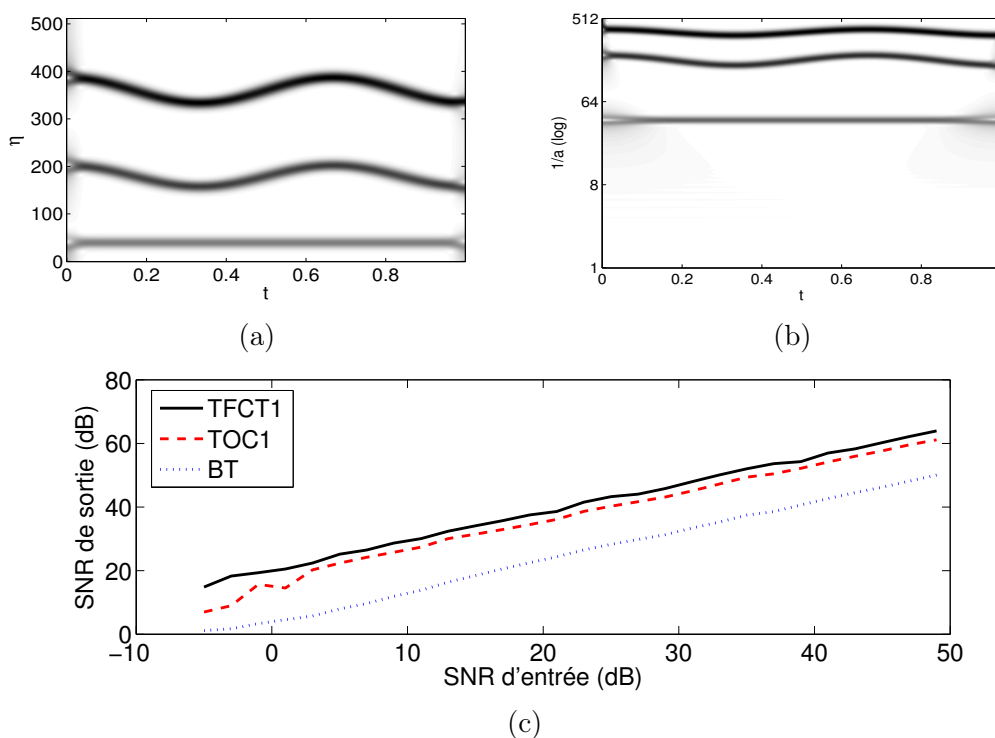 500
400
300
200
100
0
η
0
0.2
0.4
0.6
0.8
t
(a)
512
64
8
1
1/a (log)
0
0.2
0.4
0.6
0.8
t
(b)
80
60
40
20
0
SNR de sortie (dB)
TFCT1
TOC1
BT
−10
0
10
20
30
40
50
SNR d'entrée (dB)
(c)